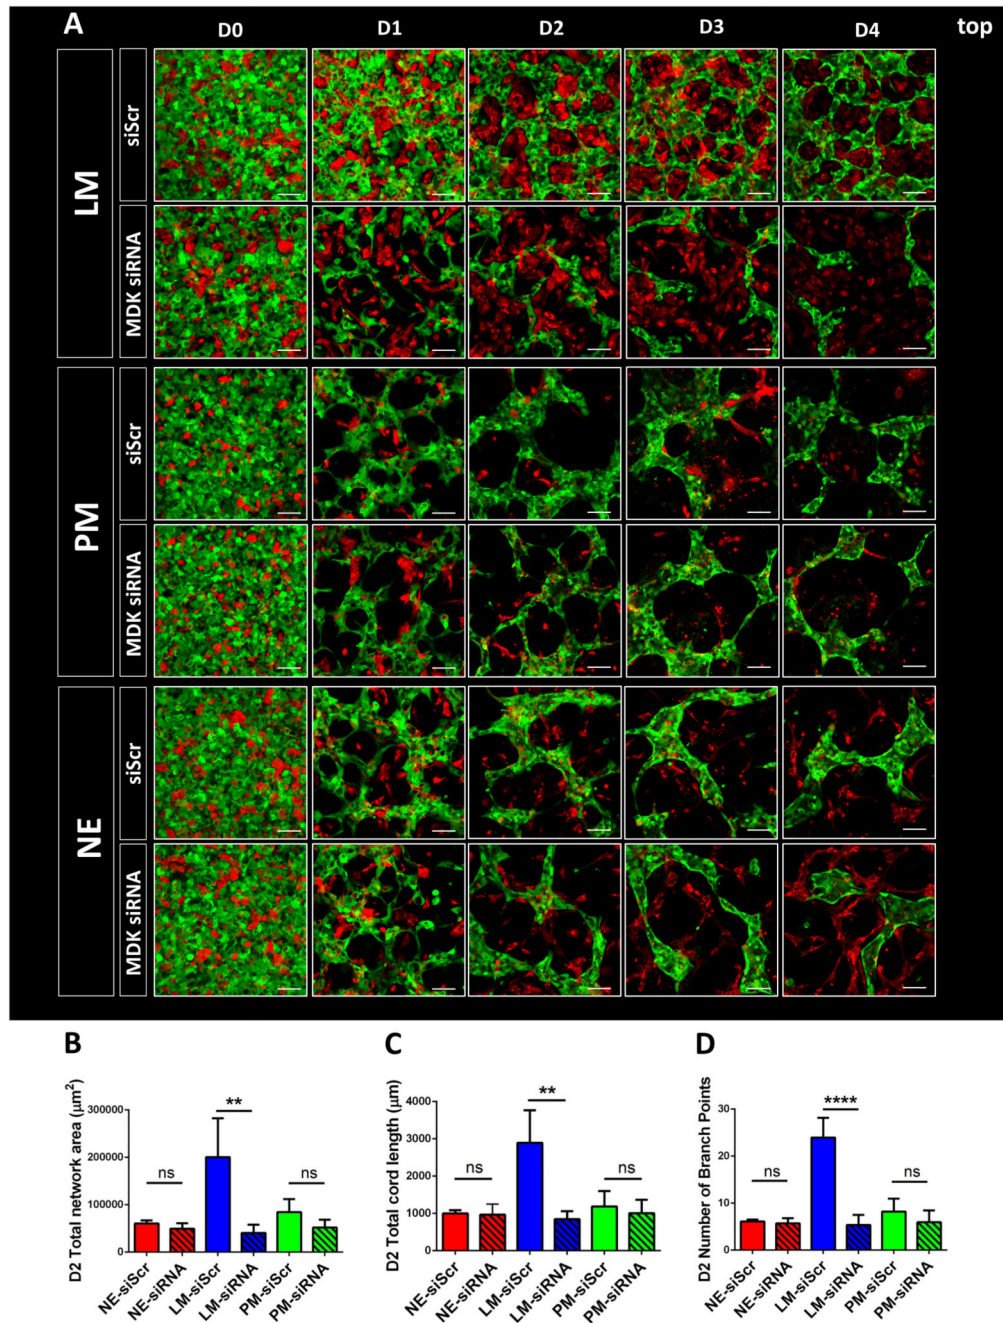 A
D0 D1 D2 D3 D4 top
LM
siScr
MDK siRNA
PM
siScr
MDK siRNA
NE
siScr
MDK siRNA
B
D2 Total network area (μm²)
300000
200000
100000
0
**
ns
ns
NE-siScr
NE-siRNA
LM-siScr
LM-siRNA
PM-siScr
PM-siRNA
C
D2 Total cord length (μm)
4000
3000
2000
1000
0
**
ns
ns
NE-siScr
NE-siRNA
LM-siScr
LM-siRNA
PM-siScr
PM-siRNA
D
D2 Number of Branch Points
30
20
10
0
****
ns
ns
NE-siScr
NE-siRNA
LM-siScr
LM-siRNA
PM-siScr
PM-siRNA